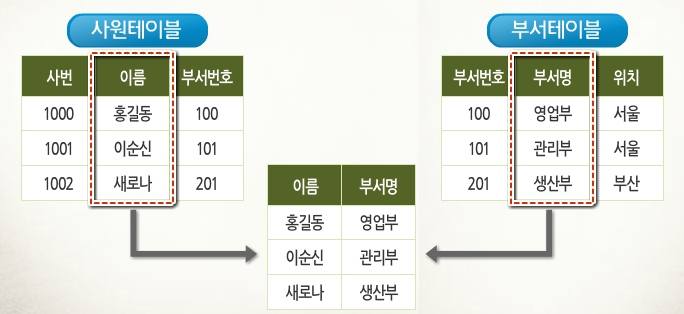 사원테이블
사번 이름 부서번호
1000 홍길동 100
1001 이순신 101
1002 새로나 201
부서테이블
부서번호 부서명 위치
100 영업부 서울
101 관리부 서울
201 생산부 부산
이름 부서명
홍길동 영업부
이순신 관리부
새로나 생산부